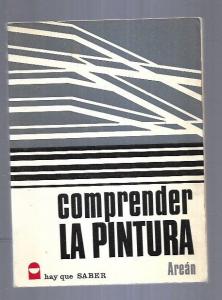 comprender
LA PINTURA
Areán
hay que SABER